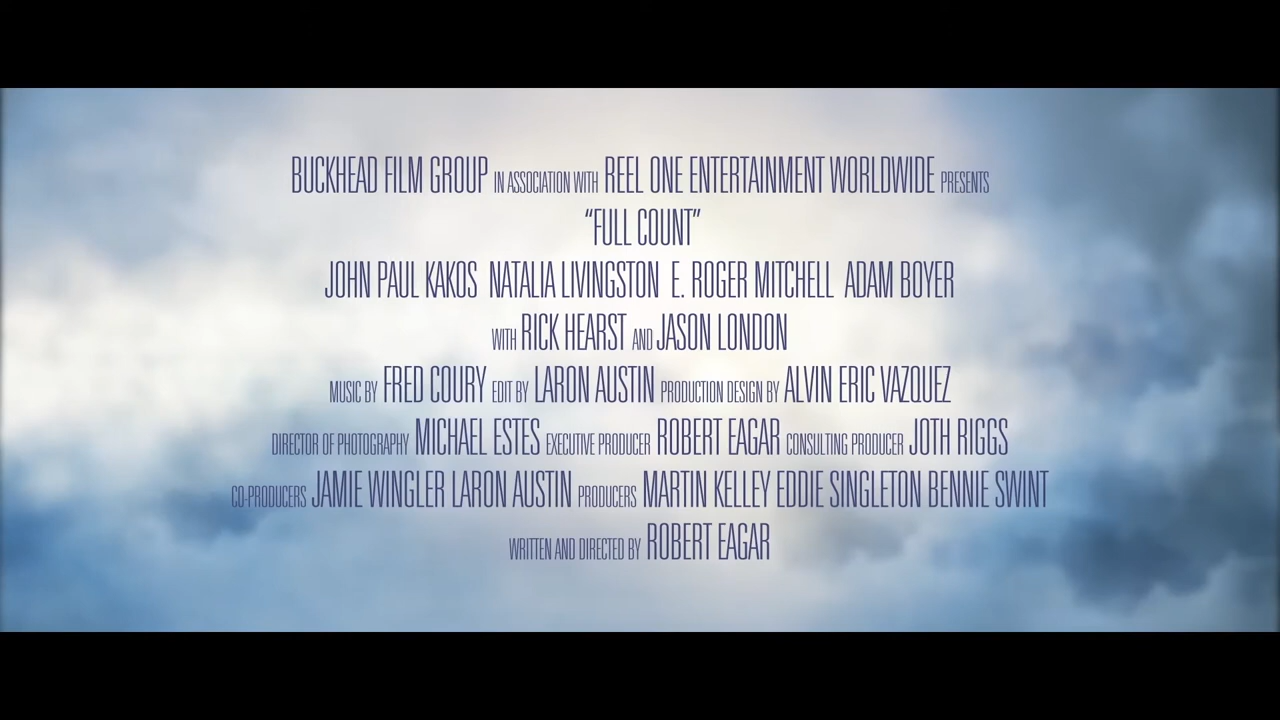 BUCKHEAD FILM GROUP IN ASSOCIATION WITH REEL ONE ENTERTAINMENT WORLDWIDE PRESENTS
“FULL COUNT”
JOHN PAUL KAKOS NATALIA LIVINGSTON E. ROGER MITCHELL ADAM BOYER
WITH RICK HEARST AND JASON LONDON
MUSIC BY FRED COURY EDIT BY LARON AUSTIN PRODUCTION DESIGN BY ALVIN ERIC VAZQUEZ
DIRECTOR OF PHOTOGRAPHY MICHAEL ESTES EXECUTIVE PRODUCER ROBERT EAGAR CONSULTING PRODUCER JOTH RIGGS
CO-PRODUCERS JAMIE WINGLER LARON AUSTIN PRODUCERS MARTIN KELLEY EDDIE SINGLETON BENNIE SWINT
WRITTEN AND DIRECTED BY ROBERT EAGAR